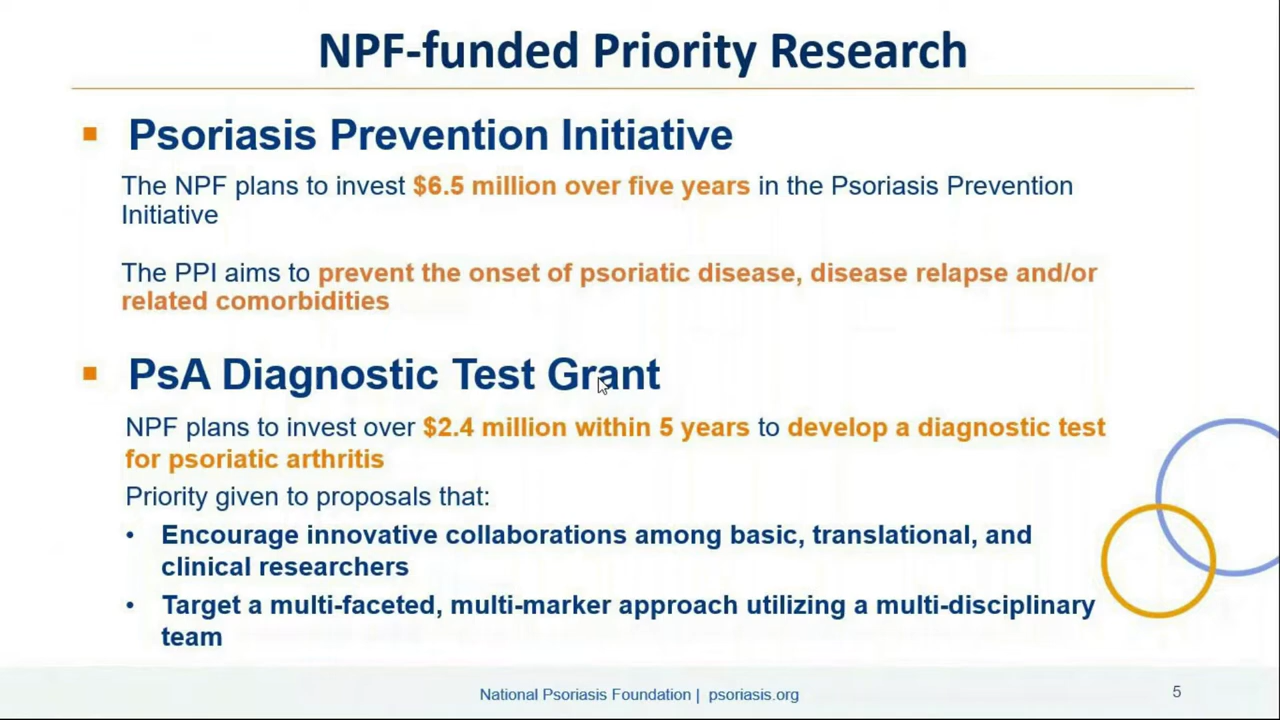 NPF-funded Priority Research
▪ Psoriasis Prevention Initiative
The NPF plans to invest $6.5 million over five years in the Psoriasis Prevention
Initiative
The PPI aims to prevent the onset of psoriatic disease, disease relapse and/or
related comorbidities
▪ PsA Diagnostic Test Grant
NPF plans to invest over $2.4 million within 5 years to develop a diagnostic test
for psoriatic arthritis
Priority given to proposals that:
• Encourage innovative collaborations among basic, translational, and
clinical researchers
• Target a multi-faceted, multi-marker approach utilizing a multi-disciplinary
team
National Psoriasis Foundation | psoriasis.org
5